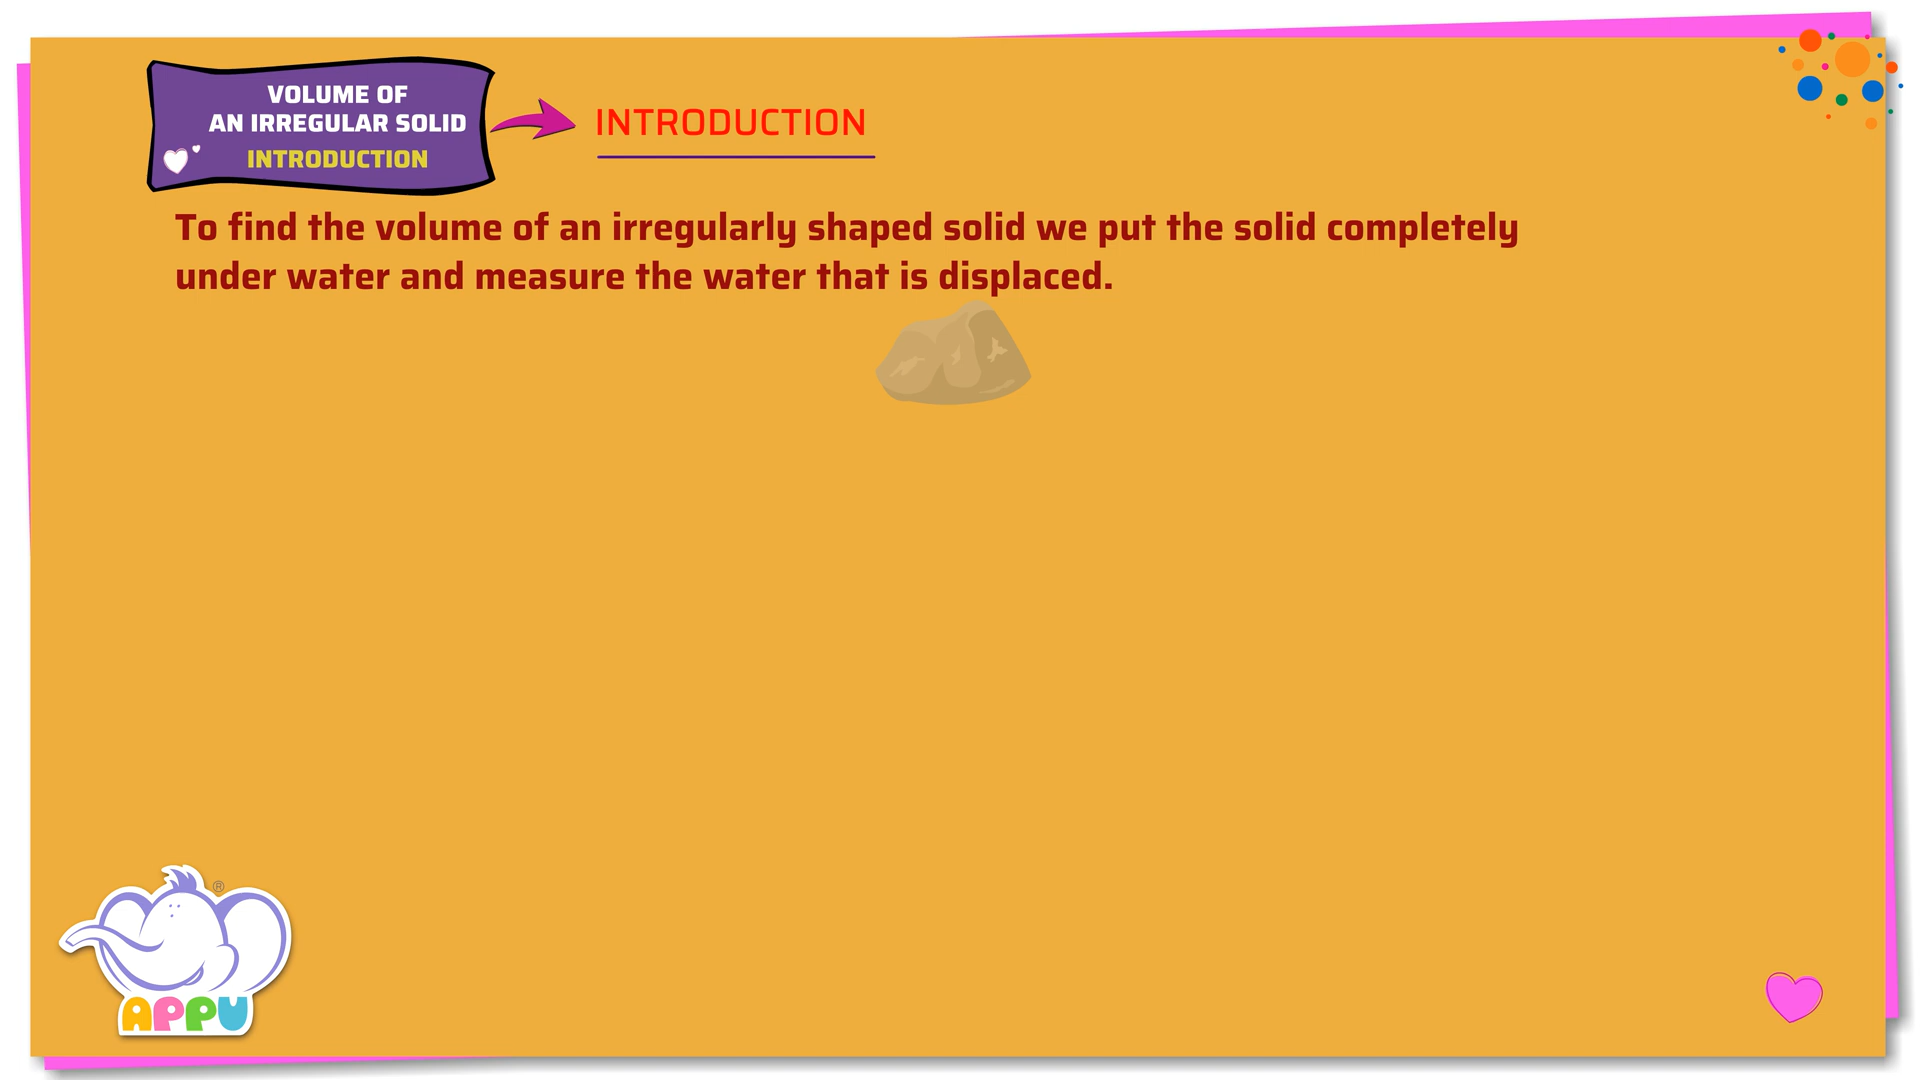 VOLUME OF
AN IRREGULAR SOLID
INTRODUCTION
INTRODUCTION
To find the volume of an irregularly shaped solid we put the solid completely
under water and measure the water that is displaced.
®
APPU